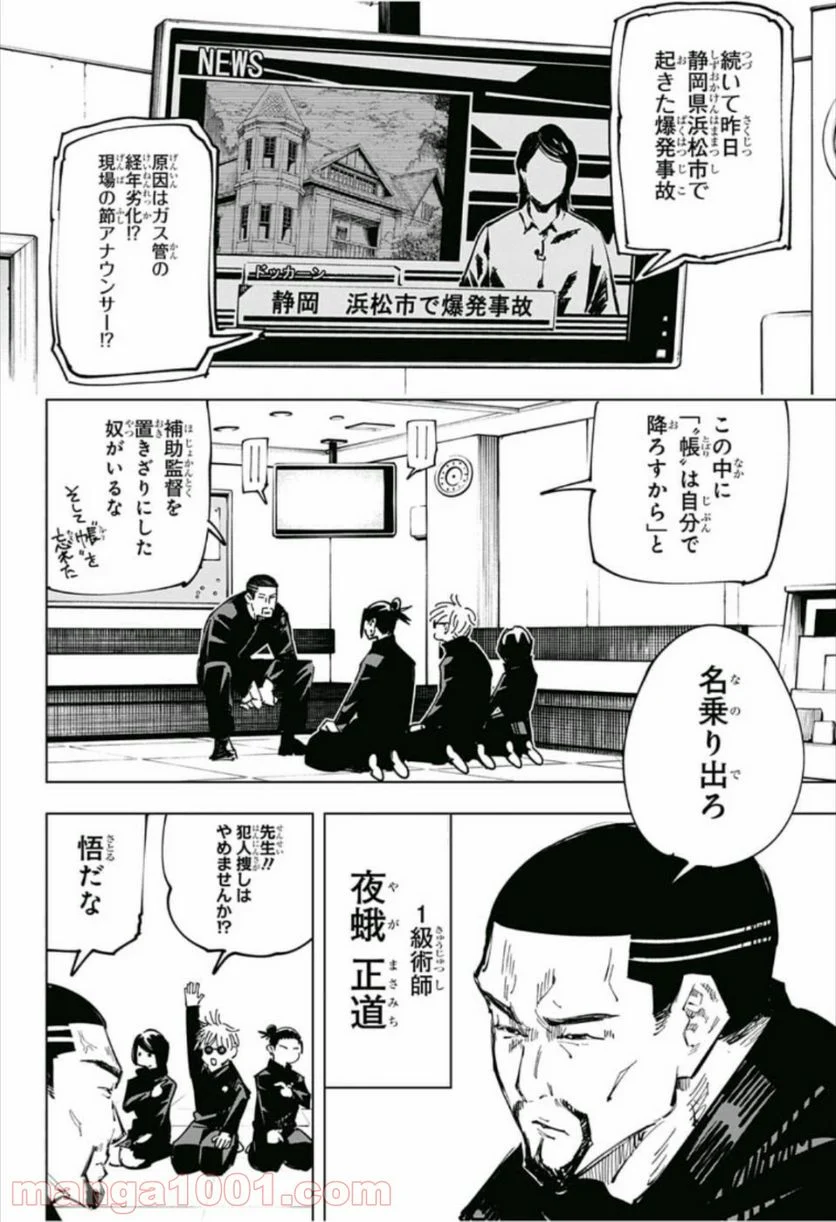 NEWS
続いて昨日
静岡県浜松市で
起きた爆発事故
原因はガス管の
経年劣化!?
現場の節アナウンサー!?
ドッカーン
静岡 浜松市で爆発事故
この中に
「〝帳〟は自分で
降ろすから」と
補助監督を
置きざりにした
奴がいるな
そして〝帳〟を
忘れた
名乗り出ろ
1級術師
夜蛾 正道
先生!!
犯人捜しは
やめませんか!?
悟だな
manga1001.com